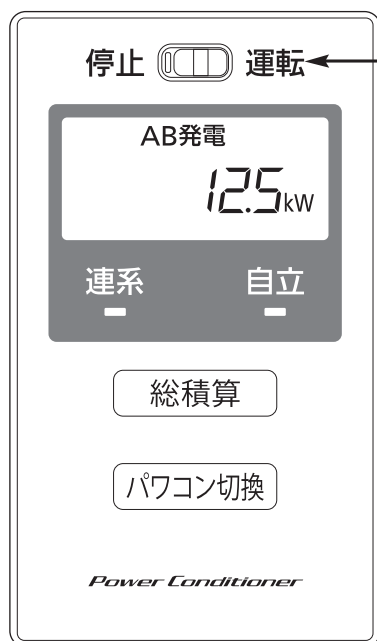 停止 運転
AB発電
12.5kW
連系 自立
総積算
パワコン切換
Power Conditioner